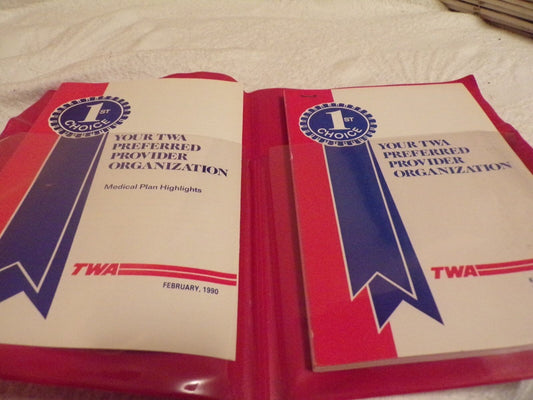 1ST
CHOICE
YOUR TWA
PREFERRED
PROVIDER
ORGANIZATION
Medical Plan Highlights
TWA
FEBRUARY, 1990
1ST
CHOICE
YOUR TWA
PREFERRED
PROVIDER
ORGANIZATION
TWA